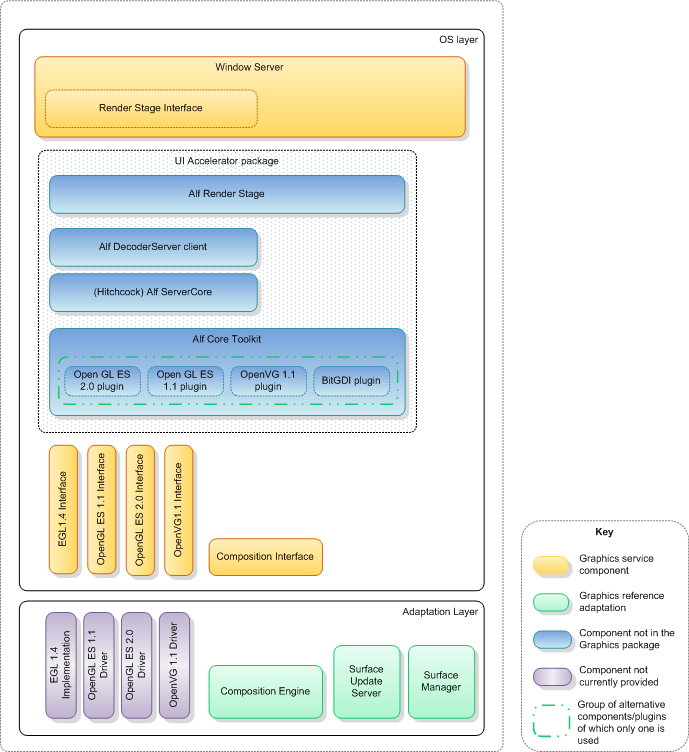 OS layer
Window Server
Render Stage Interface
UI Accelerator package
Alf Render Stage
Alf DecoderServer client
(Hitchcock) Alf ServerCore
Alf Core Toolkit
Open GL ES
2.0 plugin
Open GL ES
1.1 plugin
OpenVG 1.1
plugin
BitGDI plugin
EGL1.4 Interface
OpenGL ES 1.1 Interface
OpenGL ES 2.0 Interface
OpenVG1.1 Interface
Composition Interface
Adaptation Layer
EGL 1.4
Implementation
OpenGL ES 1.1
Driver
OpenGL ES 2.0
Driver
OpenVG 1.1 Driver
Composition Engine
Surface
Update
Server
Surface
Manager
Key
Graphics service
component
Graphics reference
adaptation
Component not in the
Graphics package
Component not
currently provided
Group of alternative
components/plugins
of which only one is
used